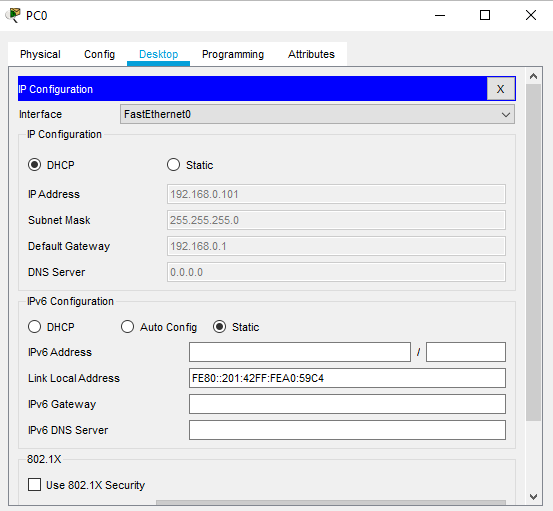 PC0
Physical Config Desktop Programming Attributes
IP Configuration X
Interface FastEthernet0
IP Configuration
DHCP Static
IP Address 192.168.0.101
Subnet Mask 255.255.255.0
Default Gateway 192.168.0.1
DNS Server 0.0.0.0
IPv6 Configuration
DHCP Auto Config Static
IPv6 Address /
Link Local Address FE80::201:42FF:FEA0:59C4
IPv6 Gateway
IPv6 DNS Server
802.1X
Use 802.1X Security